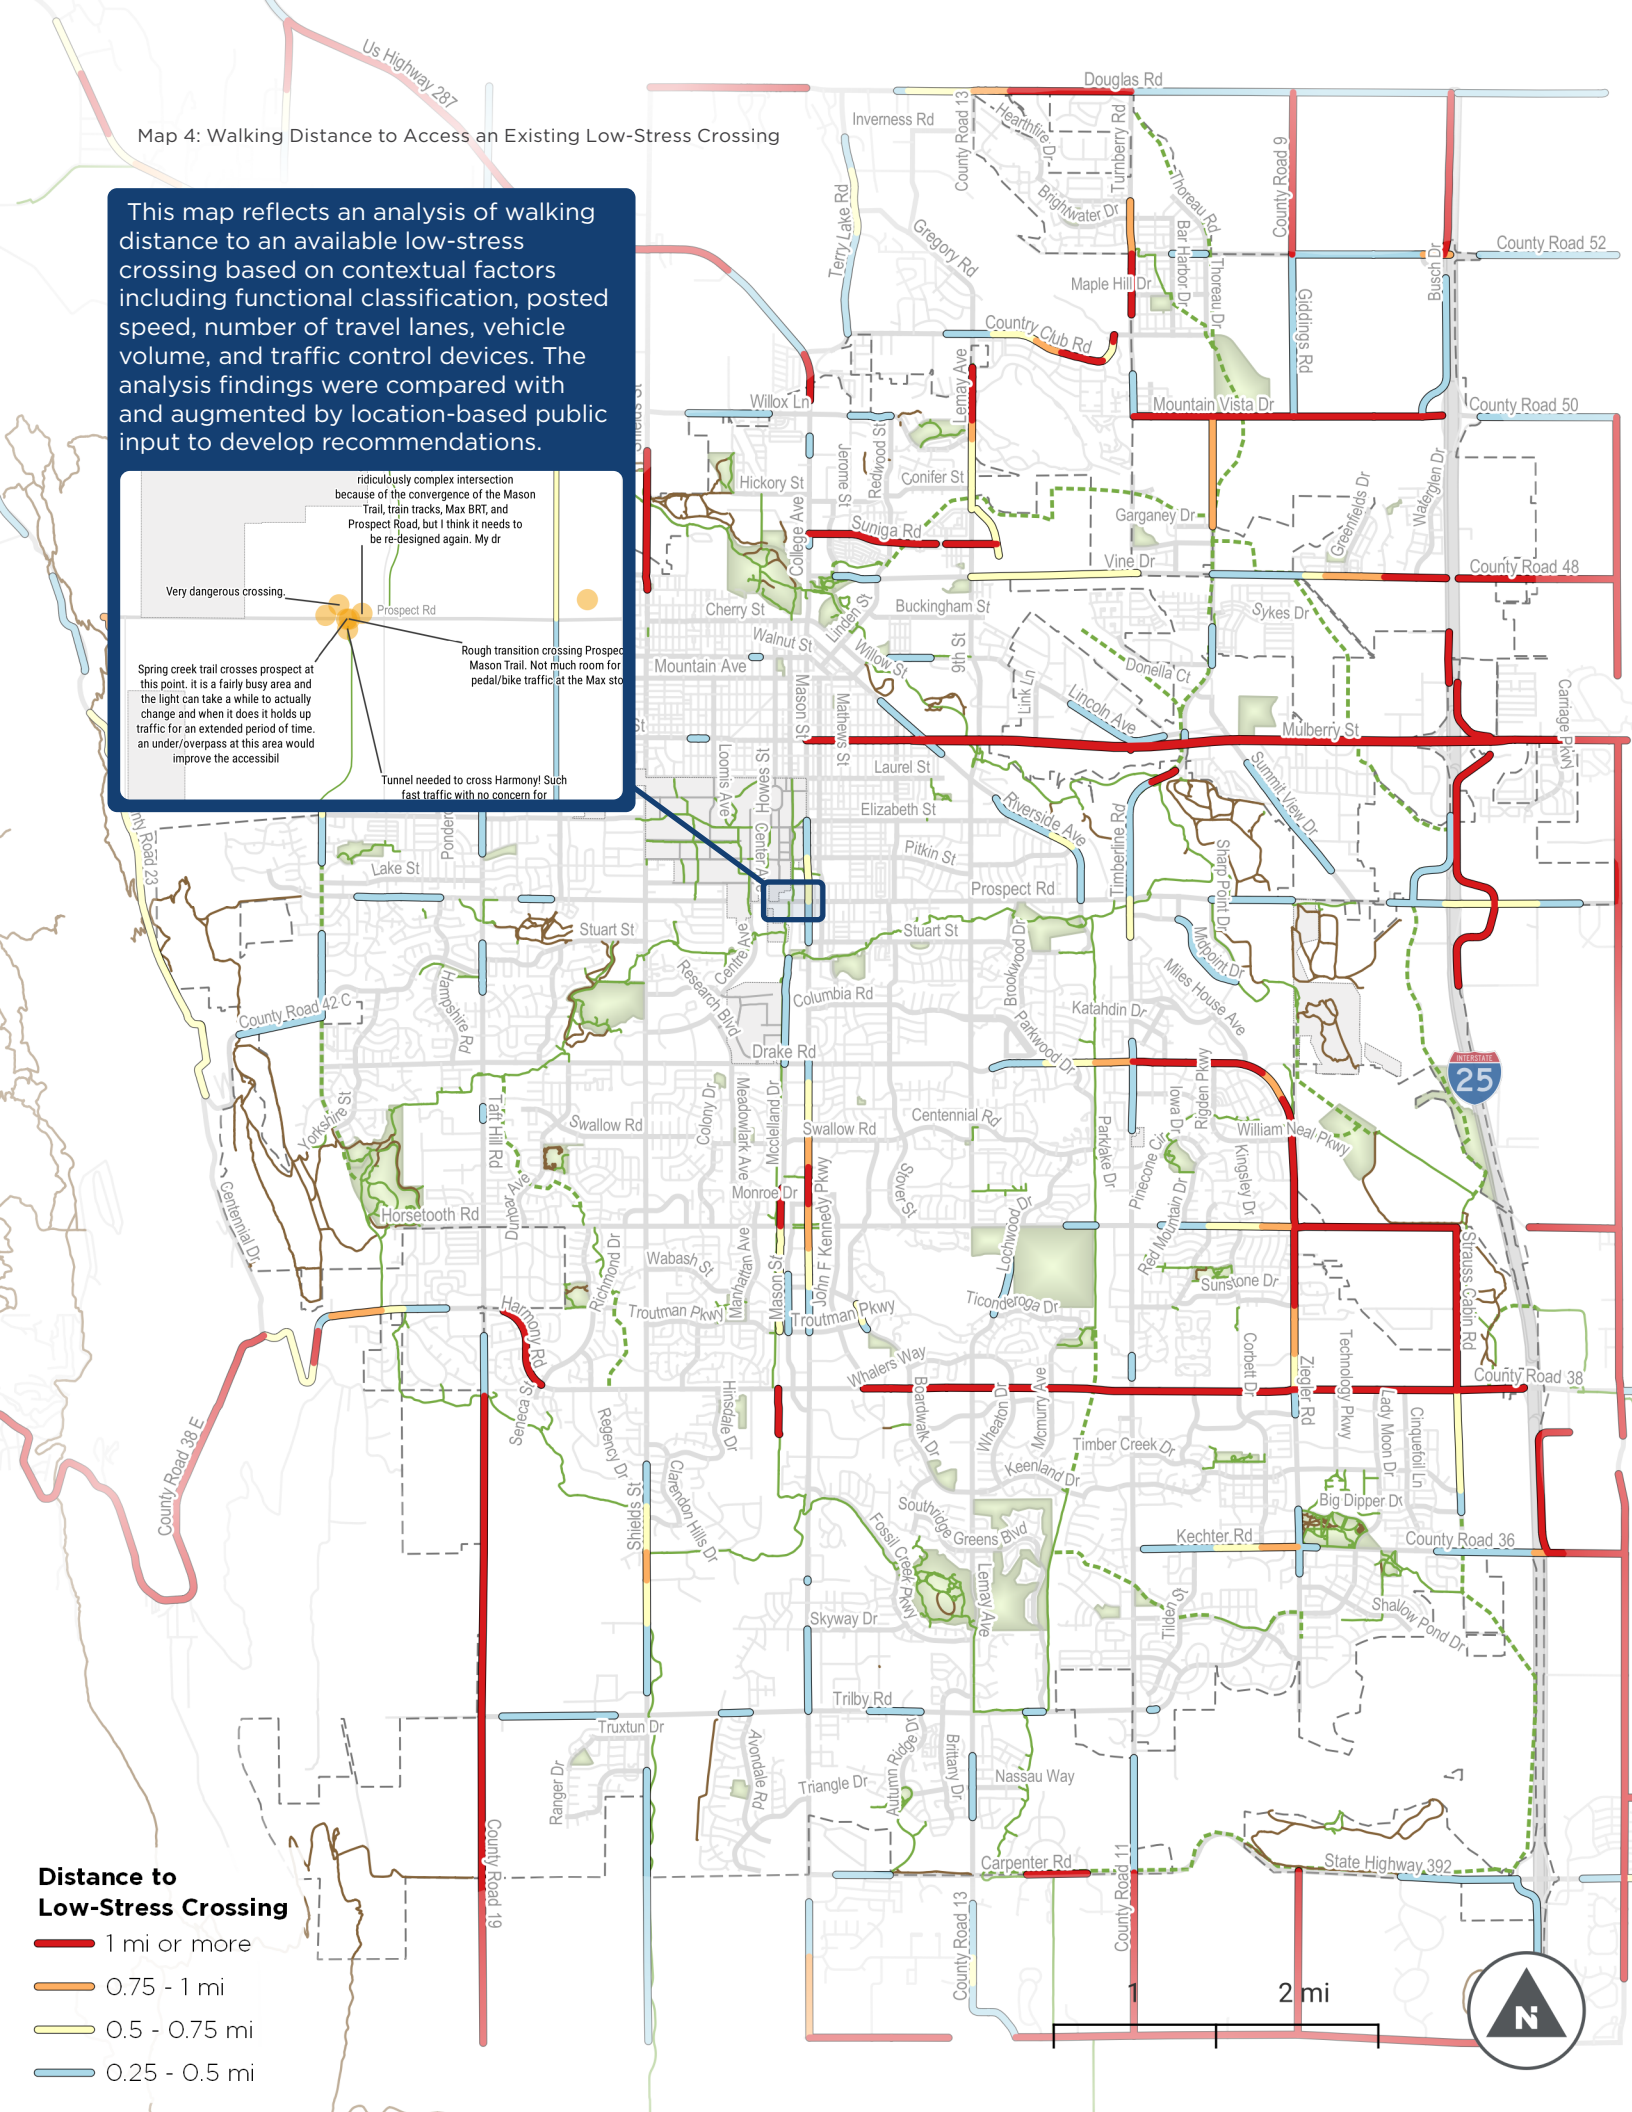 Map 4: Walking Distance to Access an Existing Low-Stress Crossing
This map reflects an analysis of walking
distance to an available low-stress
crossing based on contextual factors
including functional classification, posted
speed, number of travel lanes, vehicle
volume, and traffic control devices. The
analysis findings were compared with
and augmented by location-based public
input to develop recommendations.
ridiculously complex intersection
because of the convergence of the Mason
Trail, train tracks, Max BRT, and
Prospect Road, but I think it needs to
be re-designed again. My dr
Very dangerous crossing.
Prospect Rd
Rough transition crossing Prospec
Mason Trail. Not much room for
pedal/bike traffic at the Max sto
Spring creek trail crosses prospect at
this point. it is a fairly busy area and
the light can take a while to actually
change and when it does it holds up
traffic for an extended period of time.
an under/overpass at this area would
improve the accessibil
Tunnel needed to cross Harmony! Such
fast traffic with no concern for
Us Highway 287
Douglas Rd
Inverness Rd
County Road 13
Hearthfire Dr
Turnberry Rd
Brightwater Dr
Thoreau Rd
County Road 9
Terry Lake Rd
Gregory Rd
Bar Harbor Dr
Thoreau Dr
County Road 52
Busch Dr
Maple Hill Dr
Giddings Rd
Country Club Rd
Lemay Ave
Willox Ln
Mountain Vista Dr
County Road 50
Hickory St
Jerome St
Redwood St
Conifer St
College Ave
Suniga Rd
Garganey Dr
Greenfields Dr
Waterglen Dr
Vine Dr
County Road 48
Cherry St
Linden St
Buckingham St
Sykes Dr
Walnut St
Willow St
9th St
Mountain Ave
Link Ln
Donella Ct
Lincoln Ave
Mason St
Mathews St
Mulberry St
Carriage Pkwy
St
Loomis Ave
Howes St
Laurel St
Summit View Dr
Elizabeth St
Riverside Ave
Timberline Rd
Center A
Pitkin St
Sharp Point Dr
nty Road 23
Ponder
Lake St
Prospect Rd
Stuart St
Stuart St
Centre Ave
Research Blvd
Brookwood Dr
Midpoint Dr
Miles House Ave
Columbia Rd
County Road 42 C
Hampshire Rd
Katahdin Dr
Parkwood Dr
Drake Rd
INTERSTATE
25
Yorkshire St
Taft Hill Rd
Swallow Rd
Colony Dr
Meadowlark Ave
Mcclelland Dr
Swallow Rd
Centennial Rd
Parklake Dr
Iowa Dr
Rigden Pkwy
William Neal Pkwy
Pinecone Cir
Kingsley Dr
Centennial Dr
Dunbar Ave
Monroe Dr
John F Kennedy Pkwy
Stover St
Horsetooth Rd
Richmond Dr
Wabash St
Manhattan Ave
Mason St
Lochwood Dr
Red Mountain Dr
Sunstone Dr
Strauss Cabin Rd
Harmony Rd
Troutman Pkwy
Troutman Pkwy
Ticonderoga Dr
Whalers Way
Corbett Dr
Ziegler Rd
Technology Pkwy
County Road 38
Seneca St
Regency Dr
Hinsdale Dr
Boardwalk Dr
Wheaton Dr
Mcmurry Ave
Timber Creek Dr
Lady Moon Dr
Cinquefoil Ln
County Road 38 E
Shields St
Clarendon Hills Dr
Keenland Dr
Southridge
Greens Blvd
Fossil Creek Pkwy
Lemay Ave
Big Dipper Dr
Kechter Rd
County Road 36
Skyway Dr
Tilden St
Shallow Pond Dr
Trilby Rd
Truxtun Dr
Ranger Dr
Avondale Rd
Triangle Dr
Autumn Ridge Dr
Brittany Dr
Nassau Way
County Road 19
Carpenter Rd
State Highway 392
County Road 13
County Road 11
Distance to
Low-Stress Crossing
1 mi or more
0.75 - 1 mi
0.5 - 0.75 mi
0.25 - 0.5 mi
1
2 mi
N